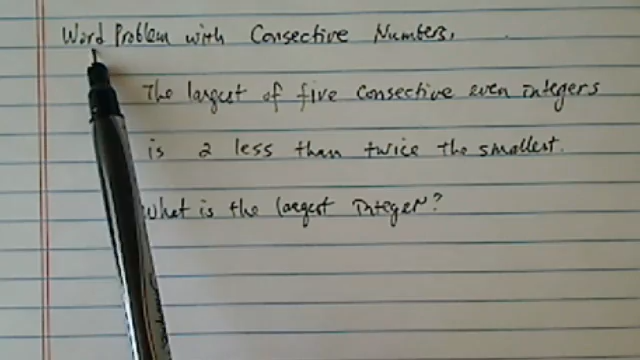 Word Problem with Consective Numbers.
The largest of five Consective even integers
is 2 less than twice the smallest.
What is the largest integer?